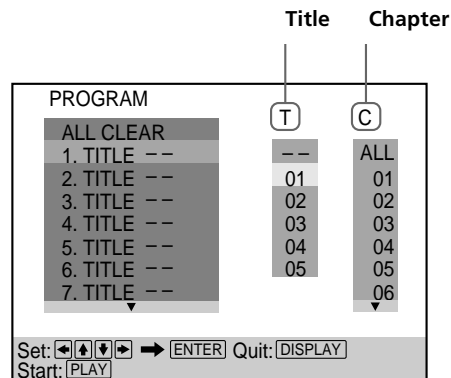 Title Chapter
PROGRAM
T C
ALL CLEAR
1. TITLE – – – – ALL
2. TITLE – – 01 01
3. TITLE – – 02 02
4. TITLE – – 03 03
5. TITLE – – 04 04
6. TITLE – – 05 05
7. TITLE – – 06
Set: ←↑↓→ → ENTER Quit: DISPLAY
Start: PLAY